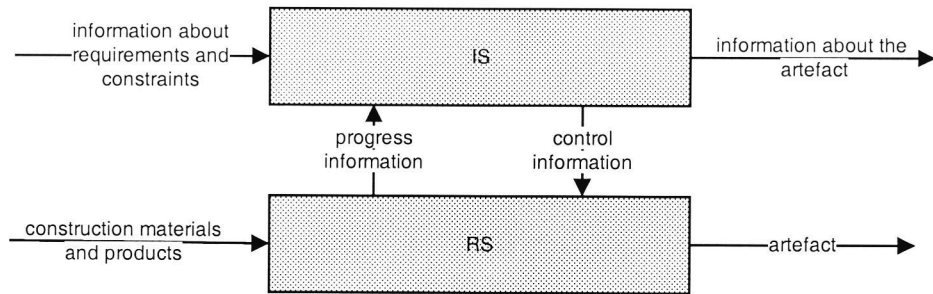 information about
requirements and
constraints
IS
information about the
artefact
progress
information
control
information
construction materials
and products
RS
artefact